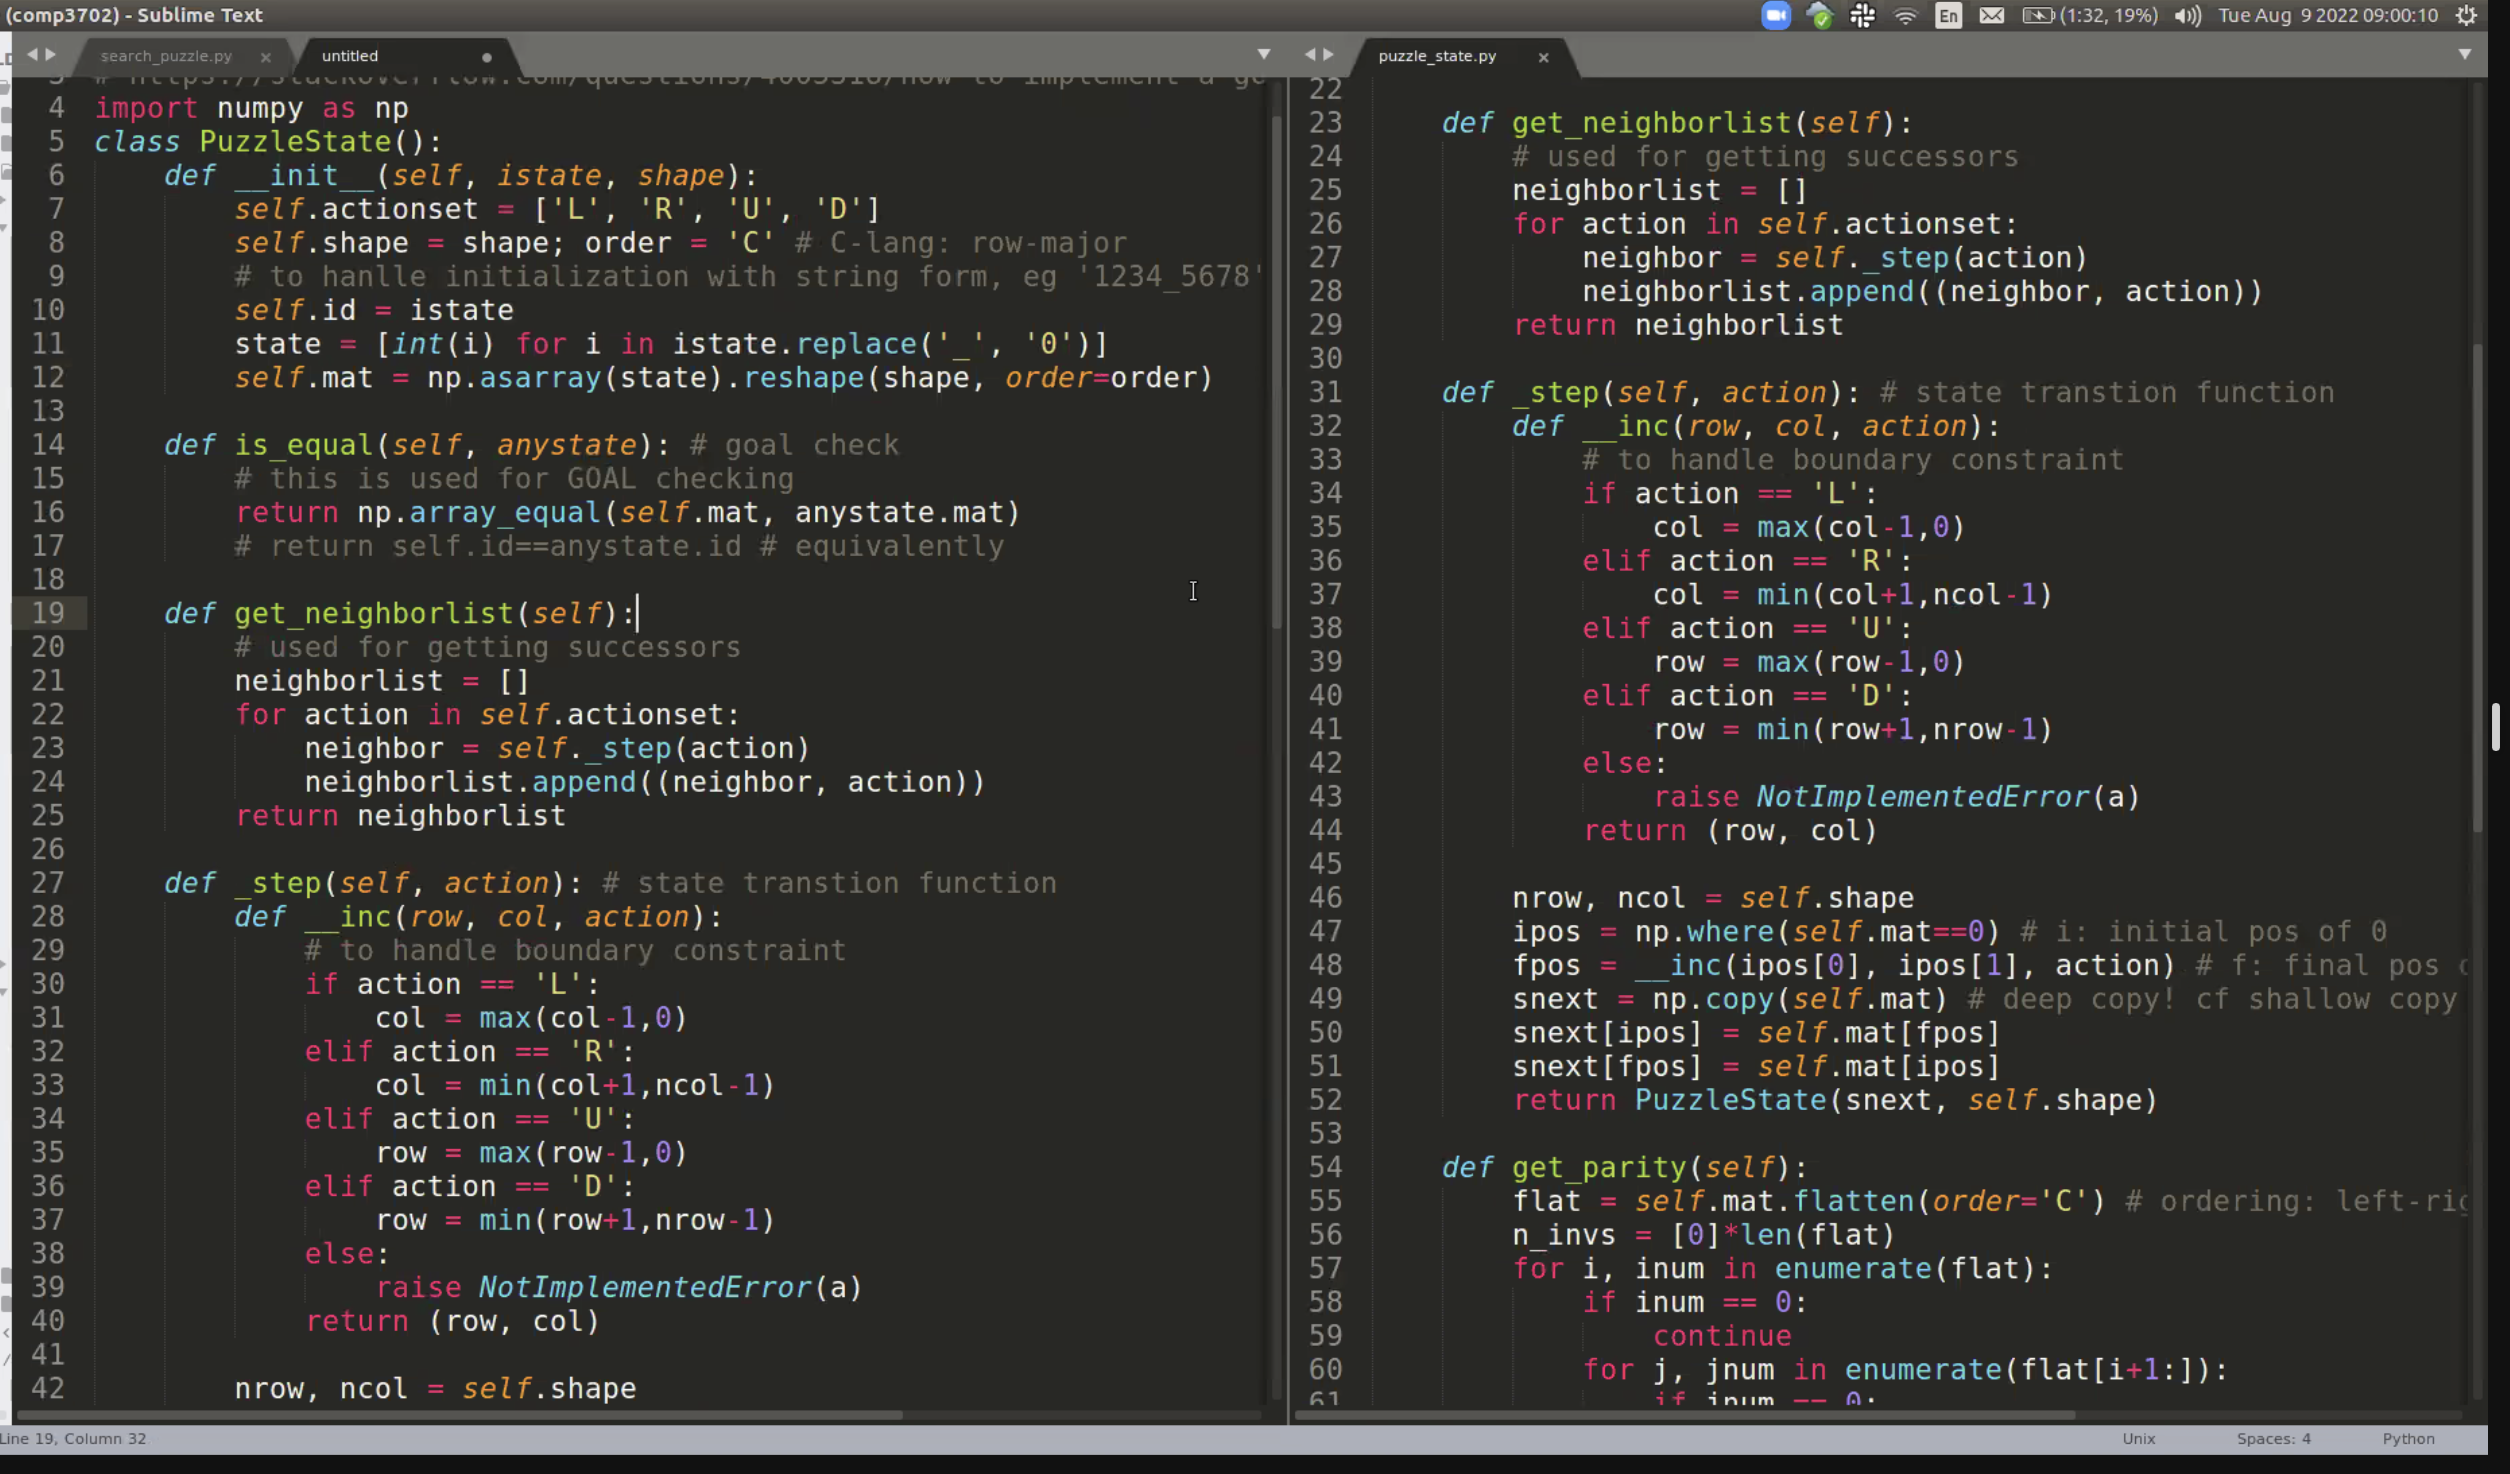 (comp3702) - Sublime Text
En (1:32, 19%) Tue Aug 9 2022 09:00:10
search_puzzle.py × untitled
puzzle_state.py ×
4 import numpy as np
5 class PuzzleState():
6 def __init__(self, istate, shape):
7 self.actionset = ['L', 'R', 'U', 'D']
8 self.shape = shape; order = 'C' # C-lang: row-major
9 # to hanlle initialization with string form, eg '1234_5678'
10 self.id = istate
11 state = [int(i) for i in istate.replace('_', '0')]
12 self.mat = np.asarray(state).reshape(shape, order=order)
13
14 def is_equal(self, anystate): # goal check
15 # this is used for GOAL checking
16 return np.array_equal(self.mat, anystate.mat)
17 # return self.id==anystate.id # equivalently
18
19 def get_neighborlist(self):
20 # used for getting successors
21 neighborlist = []
22 for action in self.actionset:
23 neighbor = self._step(action)
24 neighborlist.append((neighbor, action))
25 return neighborlist
26
27 def _step(self, action): # state transtion function
28 def __inc(row, col, action):
29 # to handle boundary constraint
30 if action == 'L':
31 col = max(col-1,0)
32 elif action == 'R':
33 col = min(col+1,ncol-1)
34 elif action == 'U':
35 row = max(row-1,0)
36 elif action == 'D':
37 row = min(row+1,nrow-1)
38 else:
39 raise NotImplementedError(a)
40 return (row, col)
41
42 nrow, ncol = self.shape
22
23 def get_neighborlist(self):
24 # used for getting successors
25 neighborlist = []
26 for action in self.actionset:
27 neighbor = self._step(action)
28 neighborlist.append((neighbor, action))
29 return neighborlist
30
31 def _step(self, action): # state transtion function
32 def __inc(row, col, action):
33 # to handle boundary constraint
34 if action == 'L':
35 col = max(col-1,0)
36 elif action == 'R':
37 col = min(col+1,ncol-1)
38 elif action == 'U':
39 row = max(row-1,0)
40 elif action == 'D':
41 row = min(row+1,nrow-1)
42 else:
43 raise NotImplementedError(a)
44 return (row, col)
45
46 nrow, ncol = self.shape
47 ipos = np.where(self.mat==0) # i: initial pos of 0
48 fpos = __inc(ipos[0], ipos[1], action) # f: final pos
49 snext = np.copy(self.mat) # deep copy! cf shallow copy
50 snext[ipos] = self.mat[fpos]
51 snext[fpos] = self.mat[ipos]
52 return PuzzleState(snext, self.shape)
53
54 def get_parity(self):
55 flat = self.mat.flatten(order='C') # ordering:
56 n_invs = [0]*len(flat)
57 for i, inum in enumerate(flat):
58 if inum == 0:
59 continue
60 for j, jnum in enumerate(flat[i+1:]):
61 if jnum == 0:
Line 19, Column 32
Unix Spaces: 4 Python